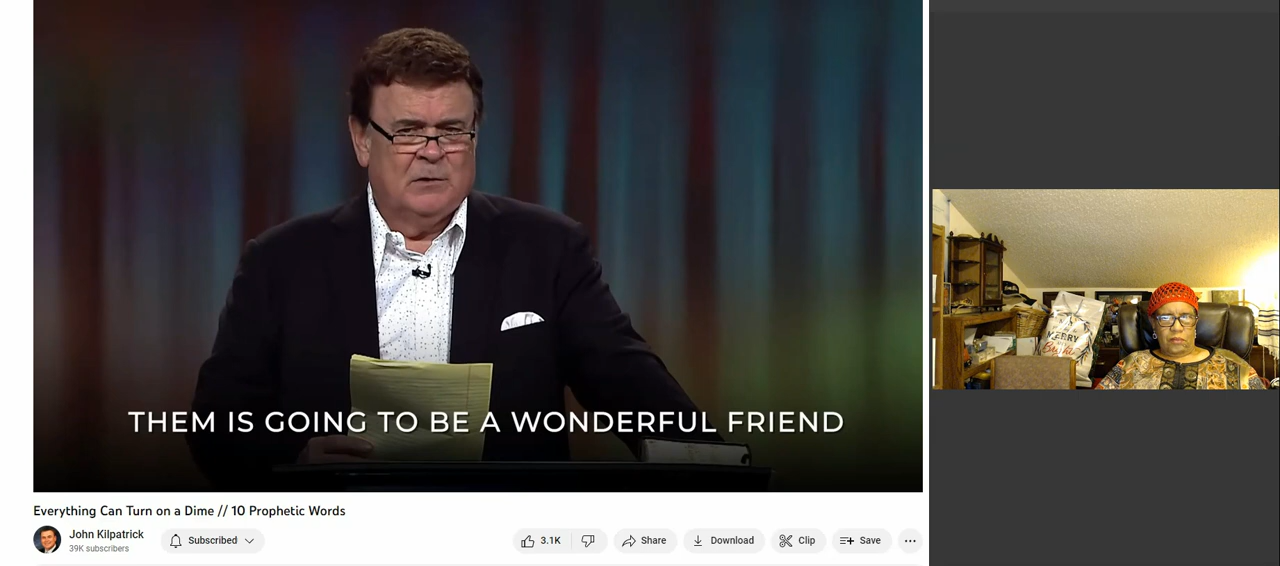 THEM IS GOING TO BE A WONDERFUL FRIEND
Everything Can Turn on a Dime // 10 Prophetic Words
John Kilpatrick
39K subscribers
Subscribed
3.1K
Share
Download
Clip
Save